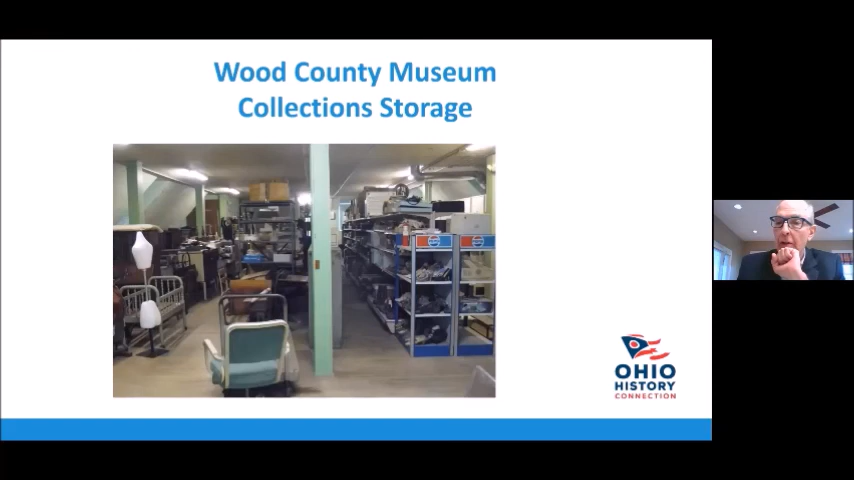 Wood County Museum
Collections Storage
OHIO
HISTORY
CONNECTION